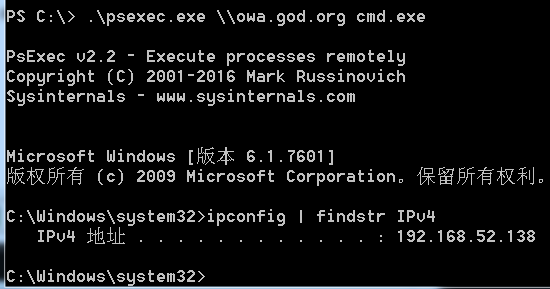 PS C:\> .\psexec.exe \\owa.god.org cmd.exe
PsExec v2.2 - Execute processes remotely
Copyright (C) 2001-2016 Mark Russinovich
Sysinternals - www.sysinternals.com
Microsoft Windows [版本 6.1.7601]
版权所有 (c) 2009 Microsoft Corporation。保留所有权利。
C:\Windows\system32>ipconfig | findstr IPv4
IPv4 地址 . . . . . . . . . . . . : 192.168.52.138
C:\Windows\system32>